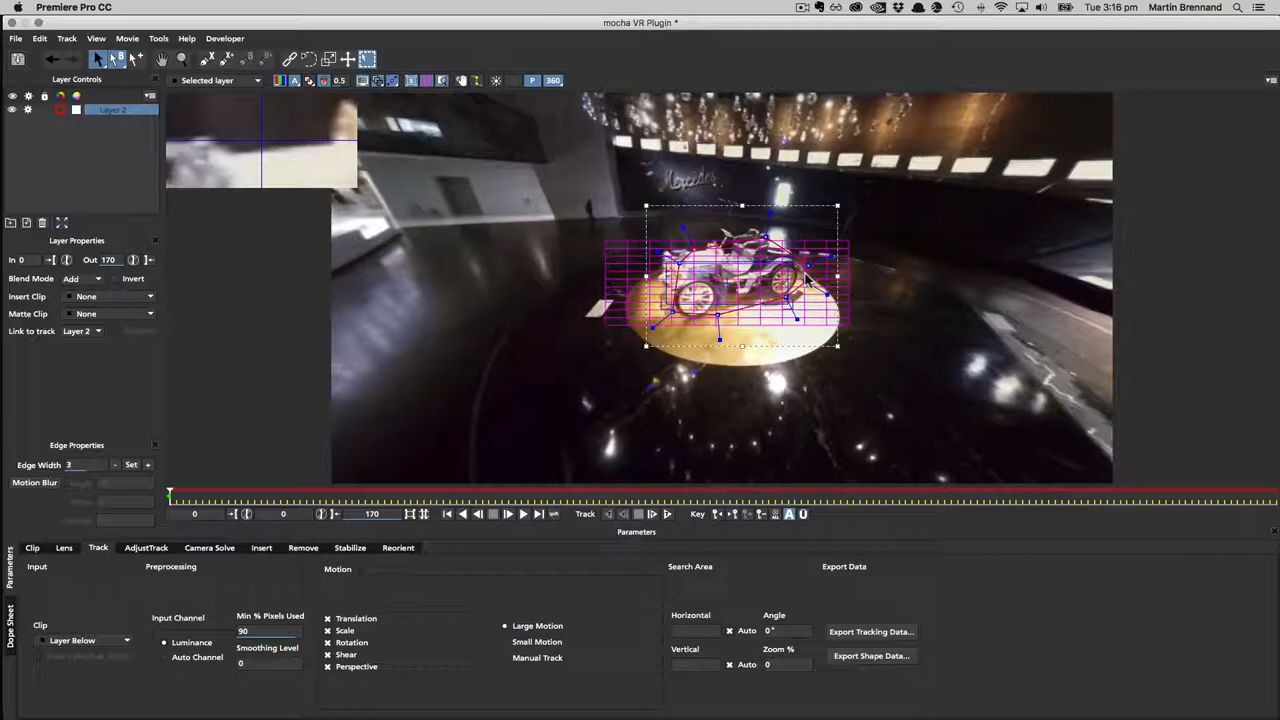 Premiere Pro CC
Tue 3:16 pm Martin Brennand
mocha VR Plugin *
File Edit Track View Movie Tools Help Developer
Layer Controls
Selected layer
0.5
P 360
Layer 2
Mercedes
Layer Properties
In 0 Out 170
Blend Mode Add Invert
Insert Clip None
Matte Clip None
Link to track Layer 2
Edge Properties
Edge Width 3 - Set +
Motion Blur
0 0 170 Track Key A Ü
Parameters
Clip Lens Track AdjustTrack Camera Solve Insert Remove Stabilize Reorient
Parameters
Dope Sheet
Input Preprocessing Motion Search Area Export Data
Clip
Layer Below
Input Channel
Luminance
Auto Channel
Min % Pixels Used
90
Smoothing Level
0
Translation
Scale
Rotation
Shear
Perspective
Large Motion
Small Motion
Manual Track
Horizontal Angle
Auto 0°
Vertical Zoom %
Auto 0
Export Tracking Data...
Export Shape Data...